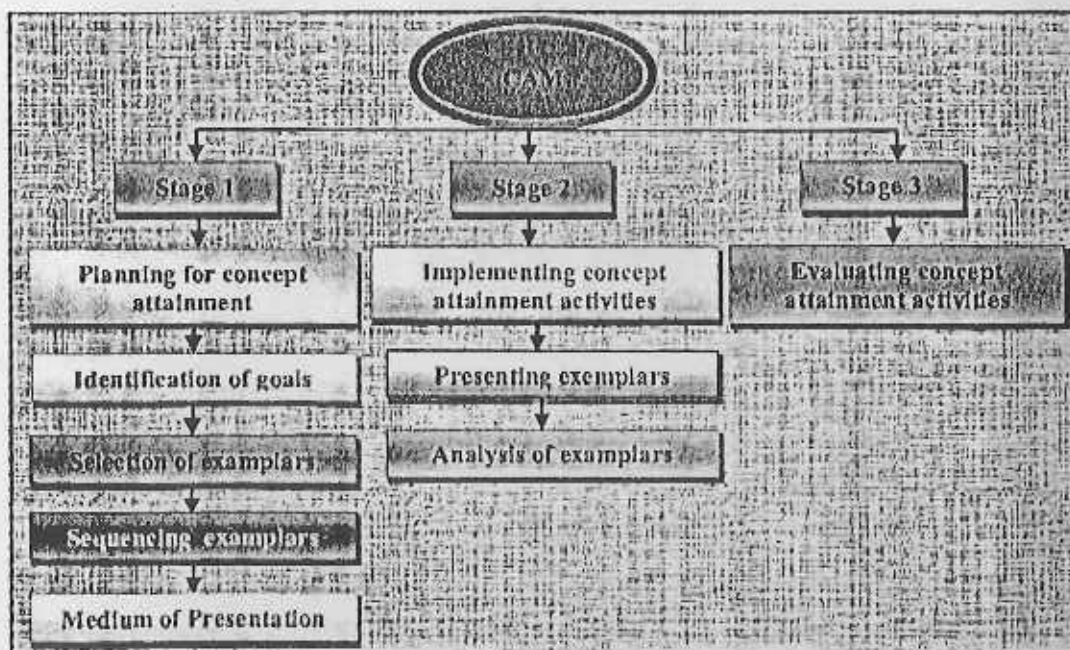 CAM
Stage 1
Planning for concept
attainment
Identification of goals
Selection of examplars
Sequencing examplars
Medium of Presentation
Stage 2
Implementing concept
attainment activities
Presenting exemplars
Analysis of examplars
Stage 3
Evaluating concept
attainment activities